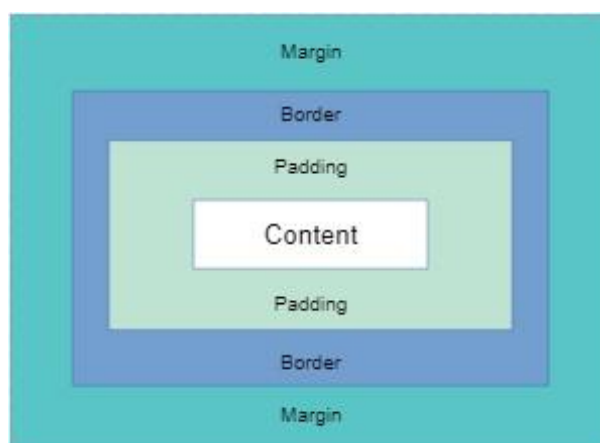 Margin
Border
Padding
Content
Padding
Border
Margin